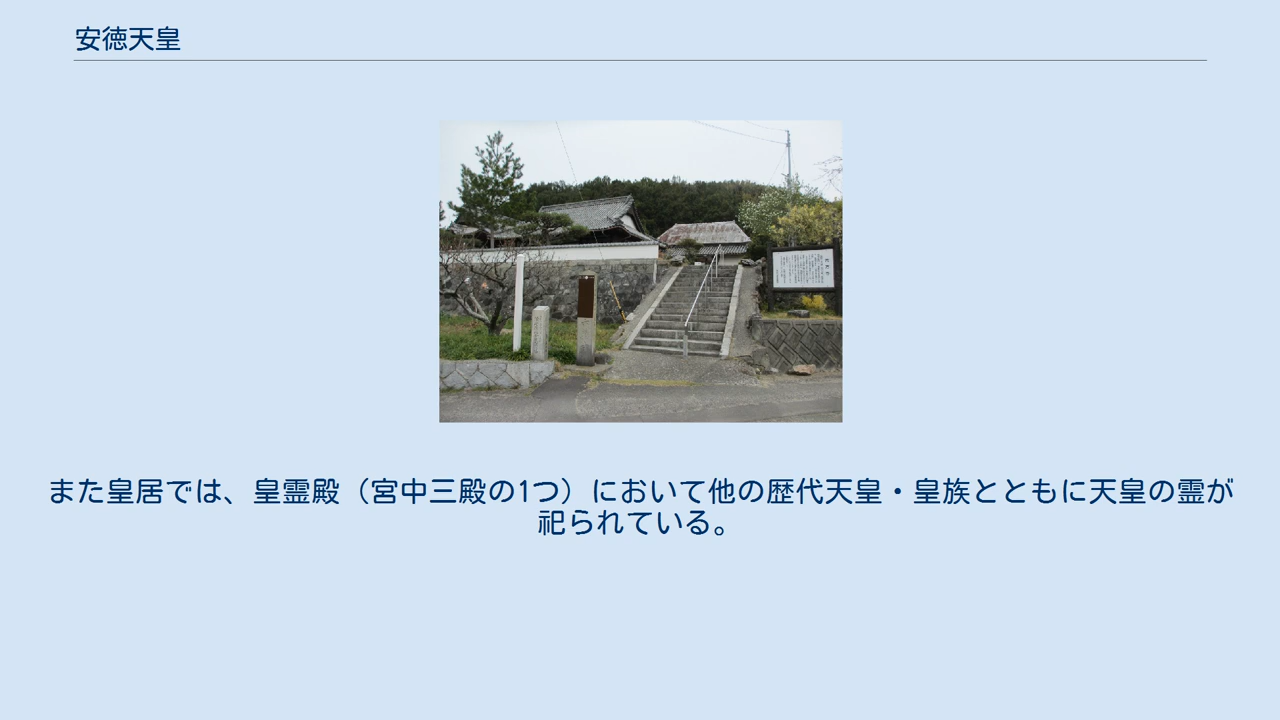 安徳天皇
また皇居では、皇霊殿（宮中三殿の1つ）において他の歴代天皇・皇族とともに天皇の霊が
祀られている。